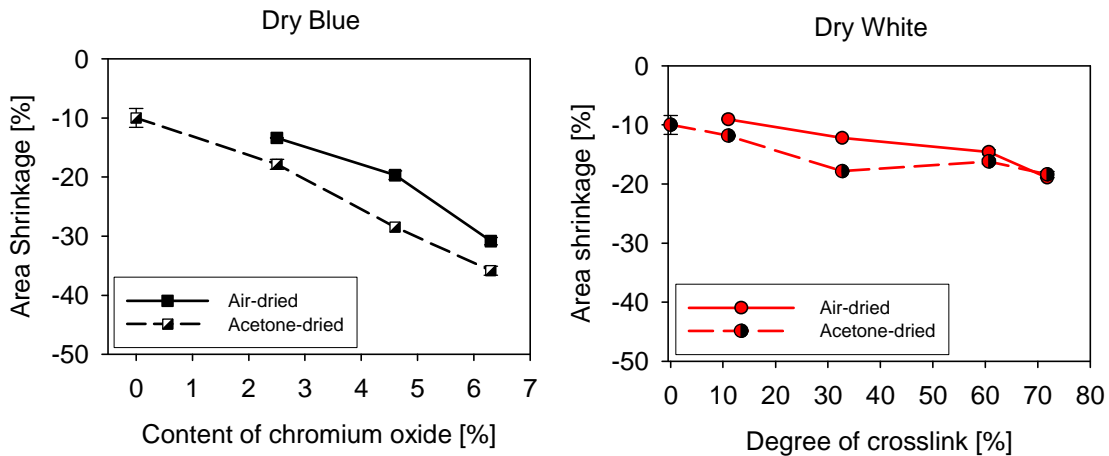 Dry Blue
Area Shrinkage [%]
0
-10
-20
-30
-40
-50
Air-dried
Acetone-dried
0 1 2 3 4 5 6 7
Content of chromium oxide [%]
Dry White
Area shrinkage [%]
0
-10
-20
-30
-40
-50
Air-dried
Acetone-dried
0 10 20 30 40 50 60 70 80
Degree of crosslink [%]